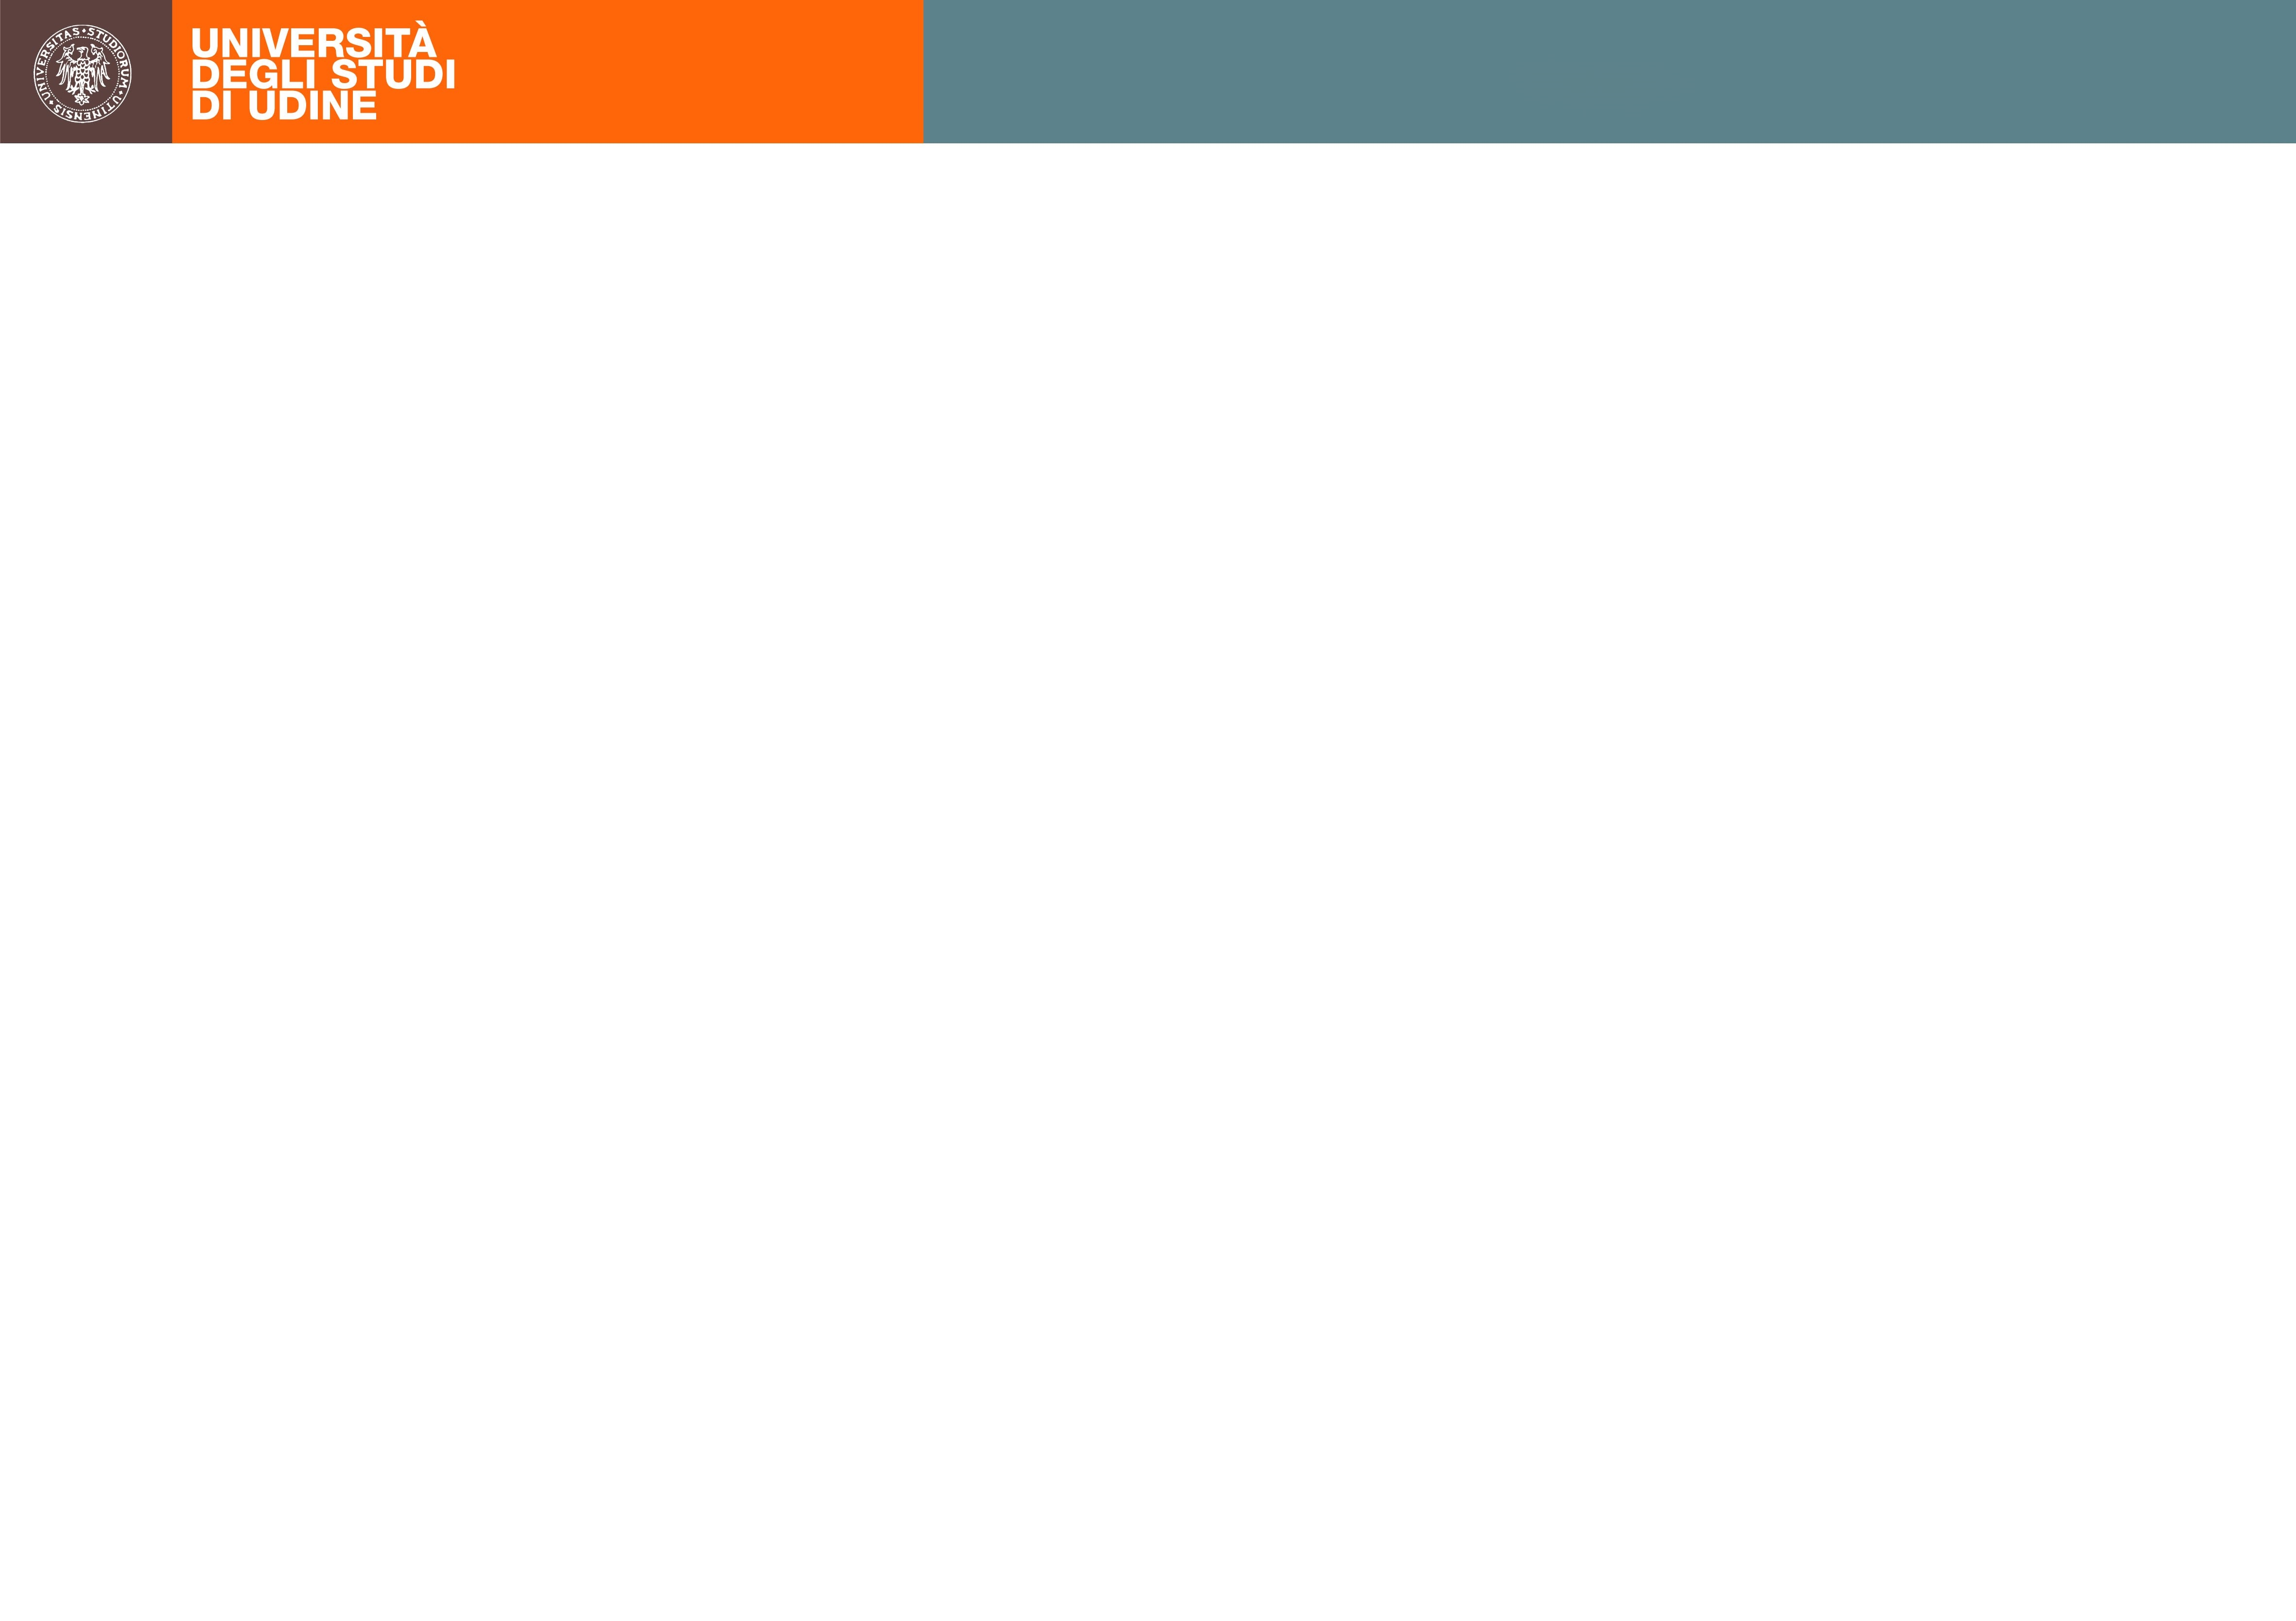 UNIVERSITAS STUDIORUM UTINENSIS
UNIVERSITÀ
DEGLI STUDI
DI UDINE